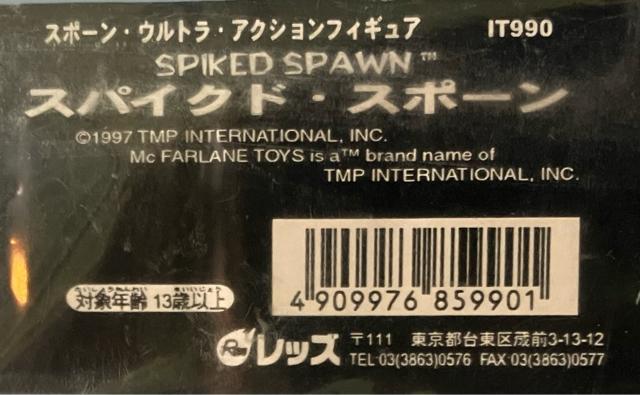 スポーン・ウルトラ・アクションフィギュア IT990
SPIKED SPAWN™
スパイクド・スポーン
©1997 TMP INTERNATIONAL, INC.
Mc FARLANE TOYS is a™ brand name of
TMP INTERNATIONAL, INC.
4 909976 859901
対象年齢 13歳以上
レッズ 〒111 東京都台東区蔵前3-13-12
TEL 03(3863)0576 FAX 03(3863)0577